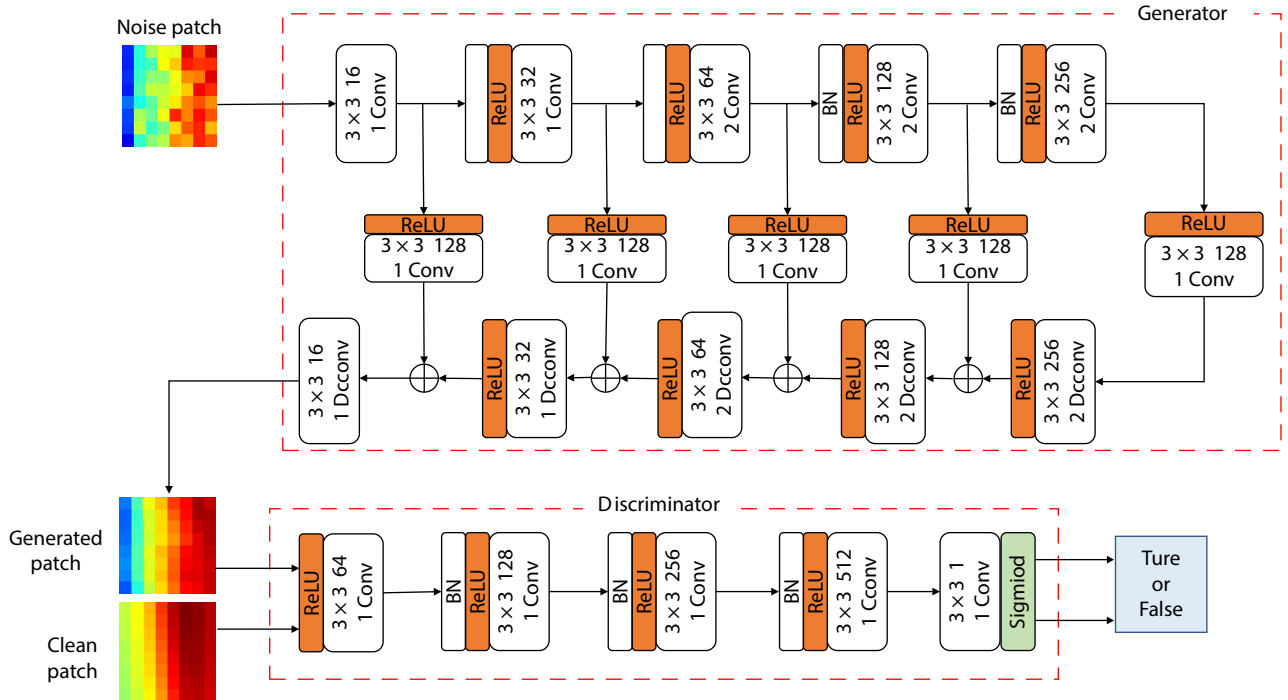 Generator
Noise patch
3 × 3 16
1 Conv
ReLU
3 × 3 32
1 Conv
ReLU
3 × 3 64
2 Conv
BN
ReLU
3 × 3 128
2 Conv
BN
ReLU
3 × 3 256
2 Conv
ReLU
3 × 3 128
1 Conv
ReLU
3 × 3 128
1 Conv
ReLU
3 × 3 128
1 Conv
ReLU
3 × 3 128
1 Conv
ReLU
3 × 3 128
1 Conv
3 × 3 16
1 Dcconv
ReLU
3 × 3 32
1 Dcconv
ReLU
3 × 3 64
2 Dcconv
ReLU
3 × 3 128
2 Dcconv
ReLU
3 × 3 256
2 Dcconv
Discriminator
Generated
patch
Clean
patch
ReLU
3 × 3 64
1 Conv
BN
ReLU
3 × 3 128
1 Conv
BN
ReLU
3 × 3 256
1 Conv
BN
ReLU
3 × 3 512
1 Cconv
3 × 3 1
1 Conv
Sigmiod
Ture
or
False